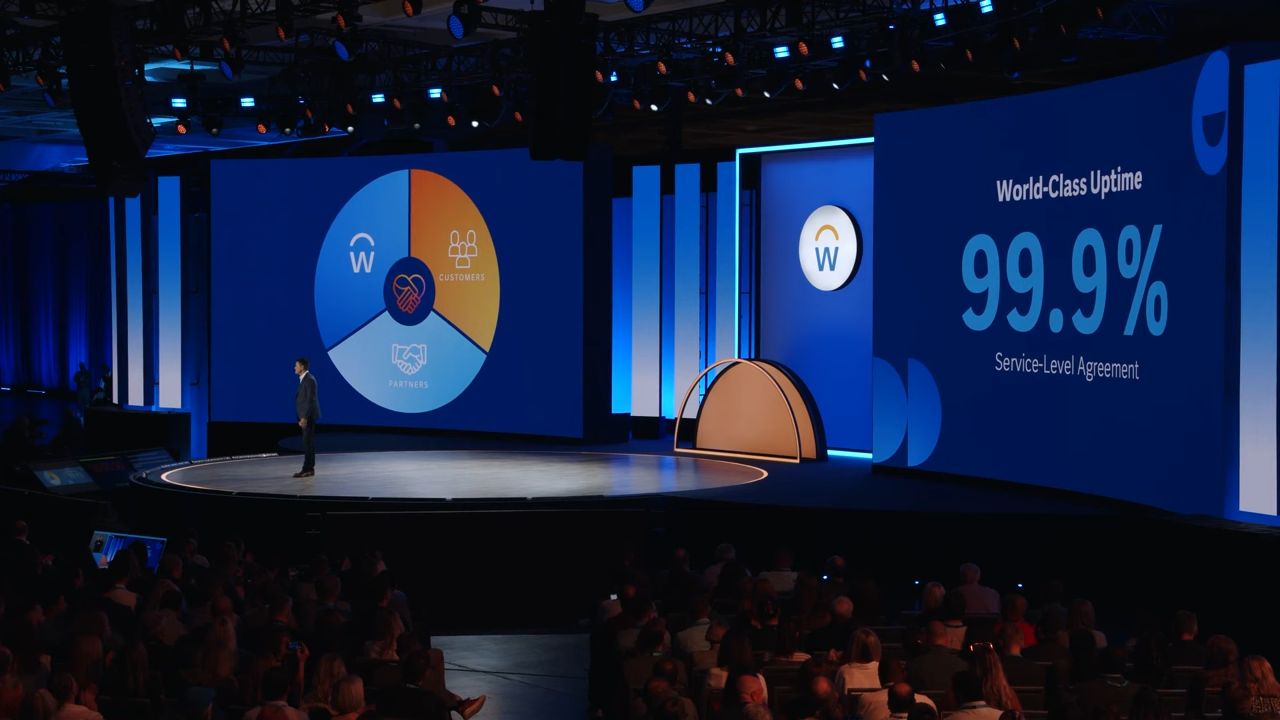 W
CUSTOMERS
PARTNERS
W
World-Class Uptime
99.9%
Service-Level Agreement